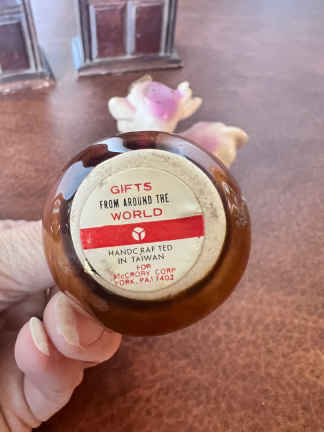 GIFTS
FROM AROUND THE
WORLD
HANDCRAFTED
IN TAIWAN
FOR
McCRORY CORP
YORK, PA. 17402